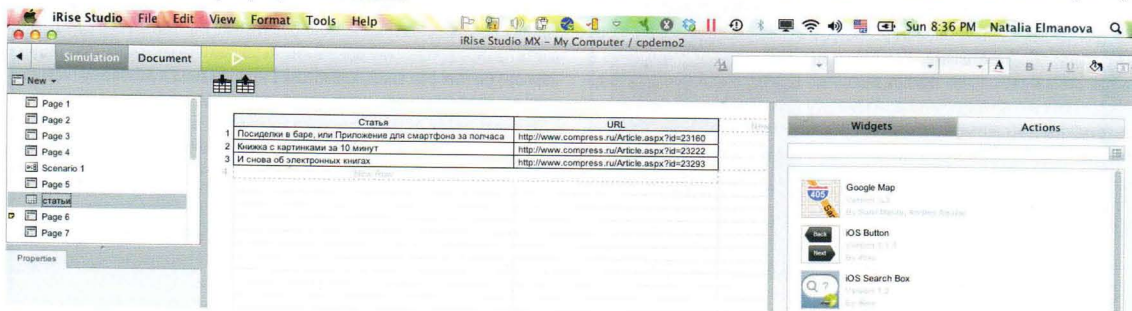 iRise Studio File Edit View Format Tools Help Sun 8:36 PM Natalia Elmanova
iRise Studio MX - My Computer / cpdemo2
Simulation Document
New
A B I U
Page 1
Page 2
Page 3
Page 4
Scenario 1
Page 5
статьи
Page 6
Page 7
Properties
Статья URL
1 Посиделки в баре, или Приложение для смартфона за полчаса http://www.compress.ru/Article.aspx?id=23160
2 Книжка с картинками за 10 минут http://www.compress.ru/Article.aspx?id=23222
3 И снова об электронных книгах http://www.compress.ru/Article.aspx?id=23293
4 New Row
Widgets Actions
405
Google Map
Back
Next
iOS Button
iOS Search Box